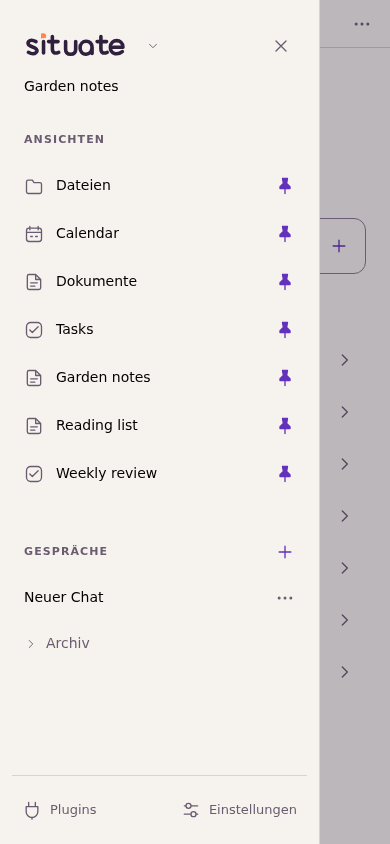 situate
Garden notes
ANSICHTEN
Dateien
Calendar
Dokumente
Tasks
Garden notes
Reading list
Weekly review
GESPRÄCHE
Neuer Chat
Archiv
Plugins
Einstellungen